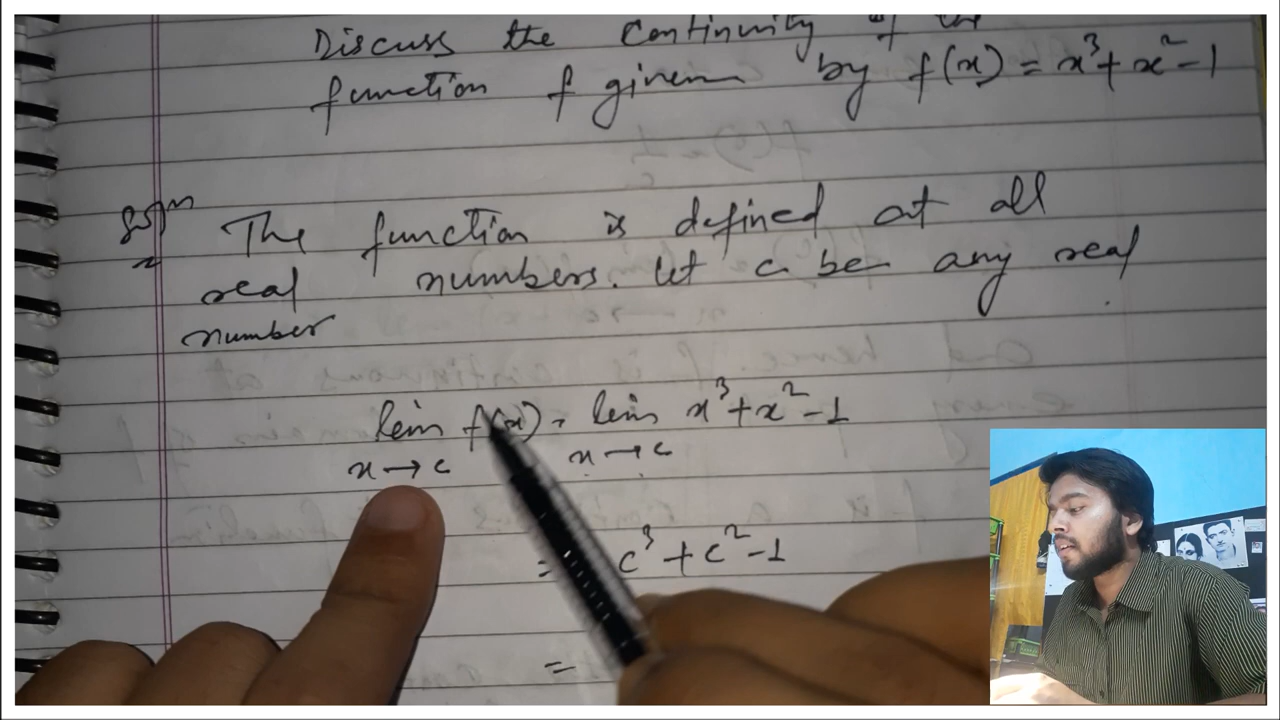 Discuss the continuity of the
function f given by f(x) = x³ + x² - 1
Solⁿ The function is defined at all
real numbers. let c be any real
number
lim f(x) = lim x³ + x² - 1
x → c x → c
= c³ + c² - 1
=